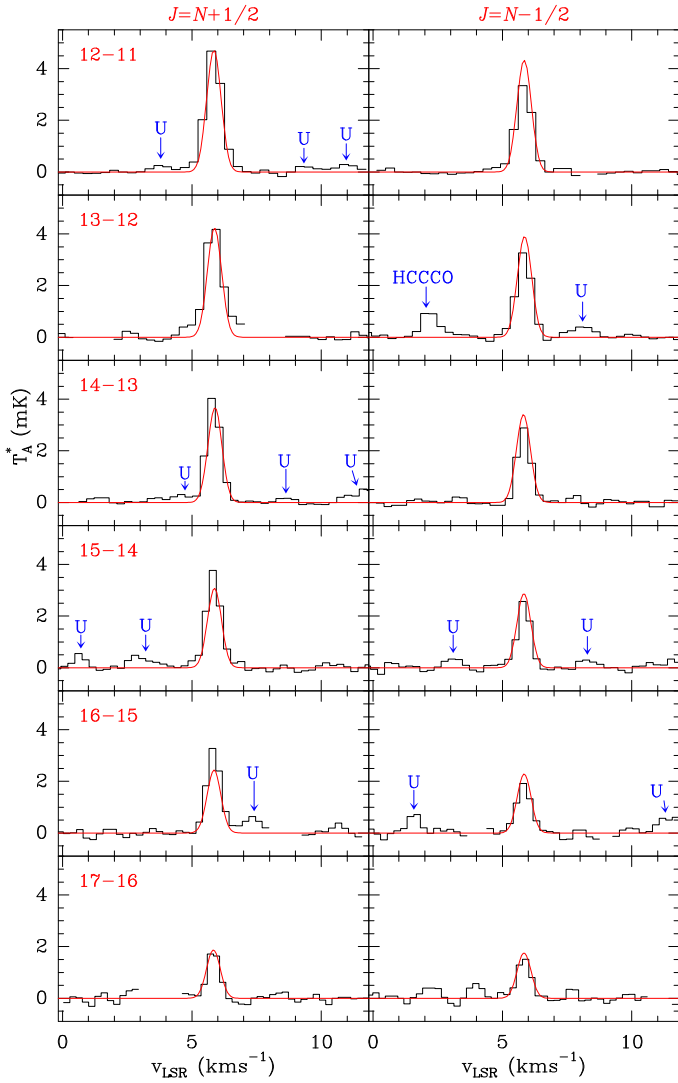 J=N+1/2 J=N−1/2
12−11
4
2
0
U
U
U
13−12
4
2
0
HCCCO
U
14−13
4
2
0
U
U
U
T*A (mK)
15−14
4
2
0
U
U
U
U
16−15
4
2
0
U
U
U
17−16
4
2
0
0 5 10 0 5 10
vLSR (kms−1) vLSR (kms−1)